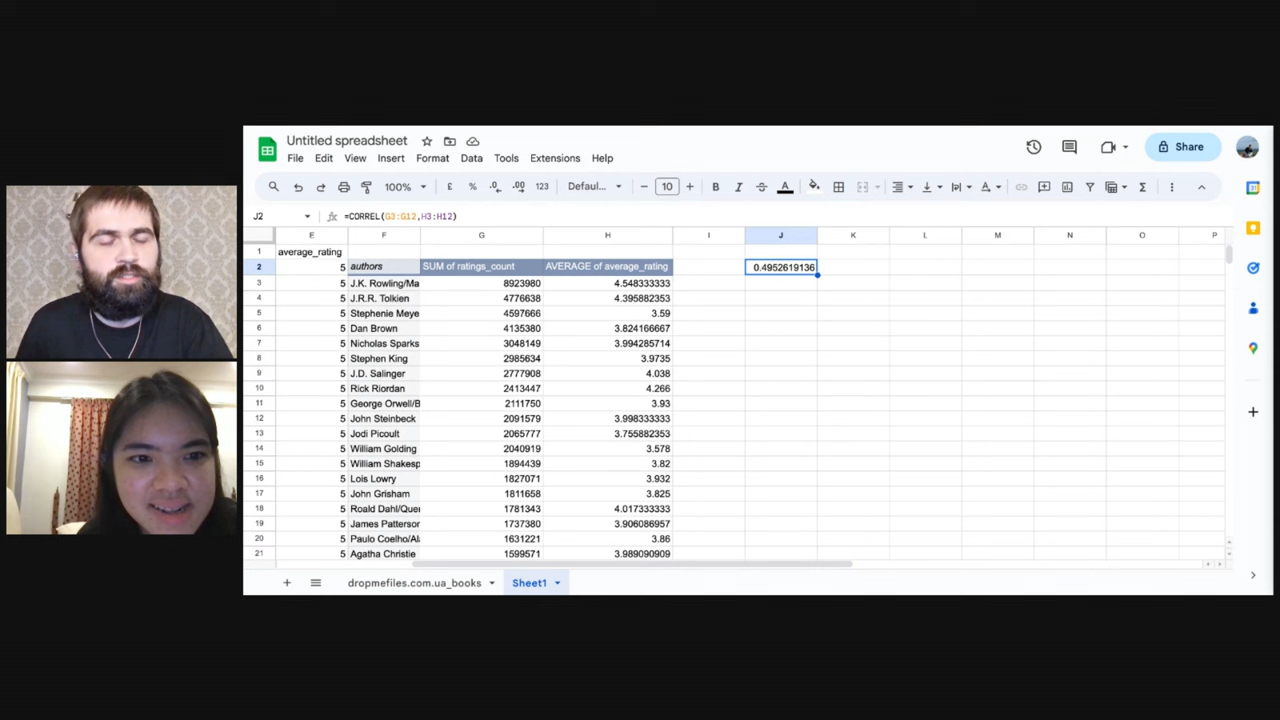 Untitled spreadsheet
File Edit View Insert Format Data Tools Extensions Help
Share
100% £ % .0 .00 123 Defaul... 10 B I A
J2 =CORREL(G3:G12,H3:H12)
E F G H I J K L M N O P
1 average_rating
2 5 authors SUM of ratings_count AVERAGE of average_rating 0.4952619136
3 5 J.K. Rowling/Ma 8923980 4.548333333
4 5 J.R.R. Tolkien 4776638 4.395882353
5 5 Stephenie Meye 4597666 3.59
6 5 Dan Brown 4135380 3.824166667
7 5 Nicholas Sparks 3048149 3.994285714
8 5 Stephen King 2985634 3.9735
9 5 J.D. Salinger 2777908 4.038
10 5 Rick Riordan 2413447 4.266
11 5 George Orwell/B 2111750 3.93
12 5 John Steinbeck 2091579 3.998333333
13 5 Jodi Picoult 2065777 3.755882353
14 5 William Golding 2040919 3.578
15 5 William Shakesp 1894439 3.82
16 5 Lois Lowry 1827071 3.932
17 5 John Grisham 1811658 3.825
18 5 Roald Dahl/Que 1781343 4.017333333
19 5 James Patterson 1737380 3.906086957
20 5 Paulo Coelho/Al 1631221 3.86
21 5 Agatha Christie 1599571 3.989090909
dropmefiles.com.ua_books Sheet1